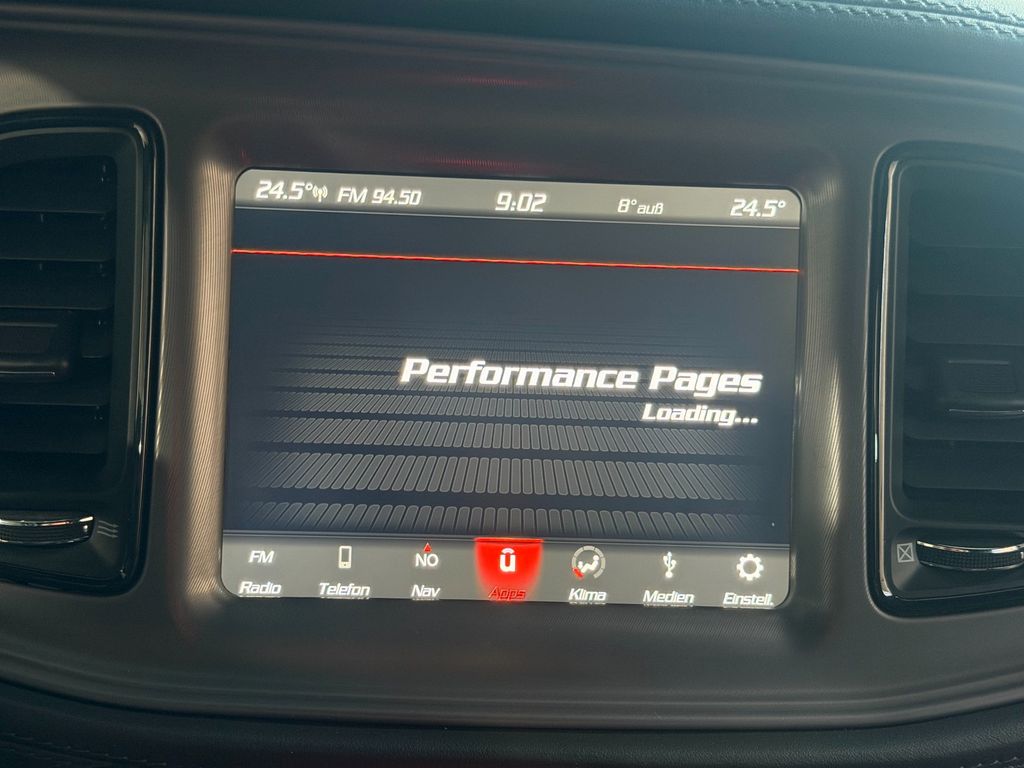 24.5° FM 94.50 9:02 8°auß 24.5°
Performance Pages
Loading...
FM NO ü
Radio Telefon Nav Apps Klima Medien Einstell.